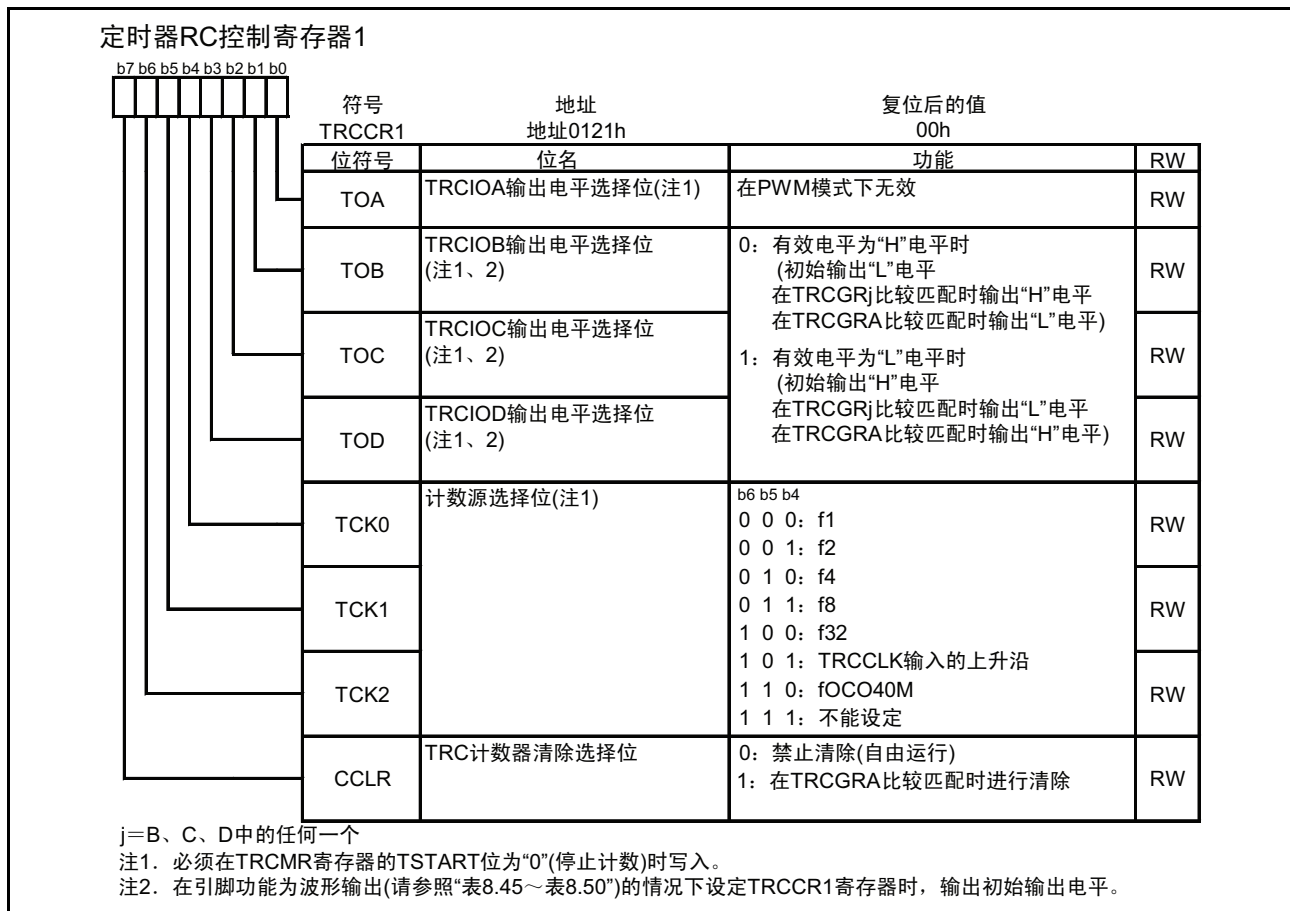 定时器RC控制寄存器1
b7 b6 b5 b4 b3 b2 b1 b0
符号 地址 复位后的值
TRCCR1 地址0121h 00h
位符号 位名 功能 RW
TOA TRCIOA输出电平选择位(注1) 在PWM模式下无效 RW
TOB TRCIOB输出电平选择位
(注1、2) RW
TOC TRCIOC输出电平选择位
(注1、2) RW
TOD TRCIOD输出电平选择位
(注1、2) RW
0：有效电平为“H”电平时
(初始输出“L”电平
在TRCGRj比较匹配时输出“H”电平
在TRCGRA比较匹配时输出“L”电平)
1：有效电平为“L”电平时
(初始输出“H”电平
在TRCGRj比较匹配时输出“L”电平
在TRCGRA比较匹配时输出“H”电平)
TCK0 计数源选择位(注1) RW
TCK1 RW
TCK2 RW
b6 b5 b4
0 0 0：f1
0 0 1：f2
0 1 0：f4
0 1 1：f8
1 0 0：f32
1 0 1：TRCCLK输入的上升沿
1 1 0：fOCO40M
1 1 1：不能设定
CCLR TRC计数器清除选择位 RW
0：禁止清除(自由运行)
1：在TRCGRA比较匹配时进行清除
j＝B、C、D中的任何一个
注1．必须在TRCMR寄存器的TSTART位为“0”(停止计数)时写入。
注2．在引脚功能为波形输出(请参照“表8.45～表8.50”)的情况下设定TRCCR1寄存器时，输出初始输出电平。